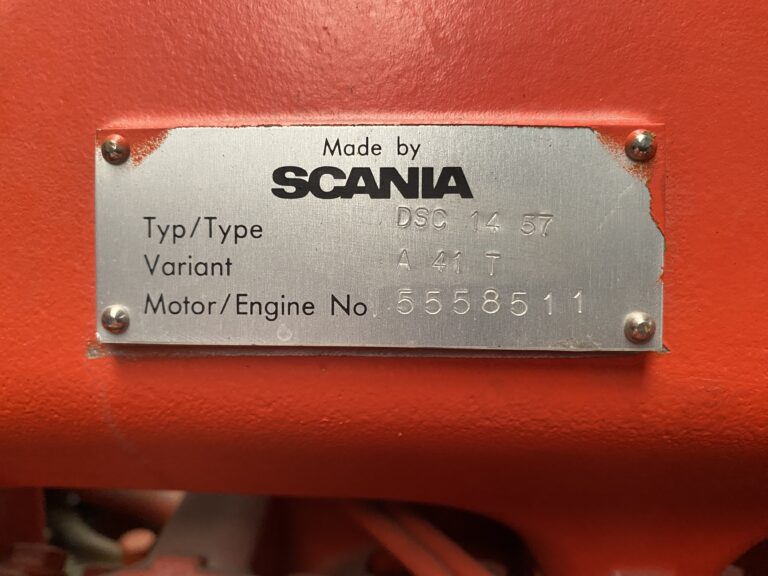 Made by
SCANIA
Typ/Type DSC 14 57
Variant A 41 T
Motor/Engine No 5558511